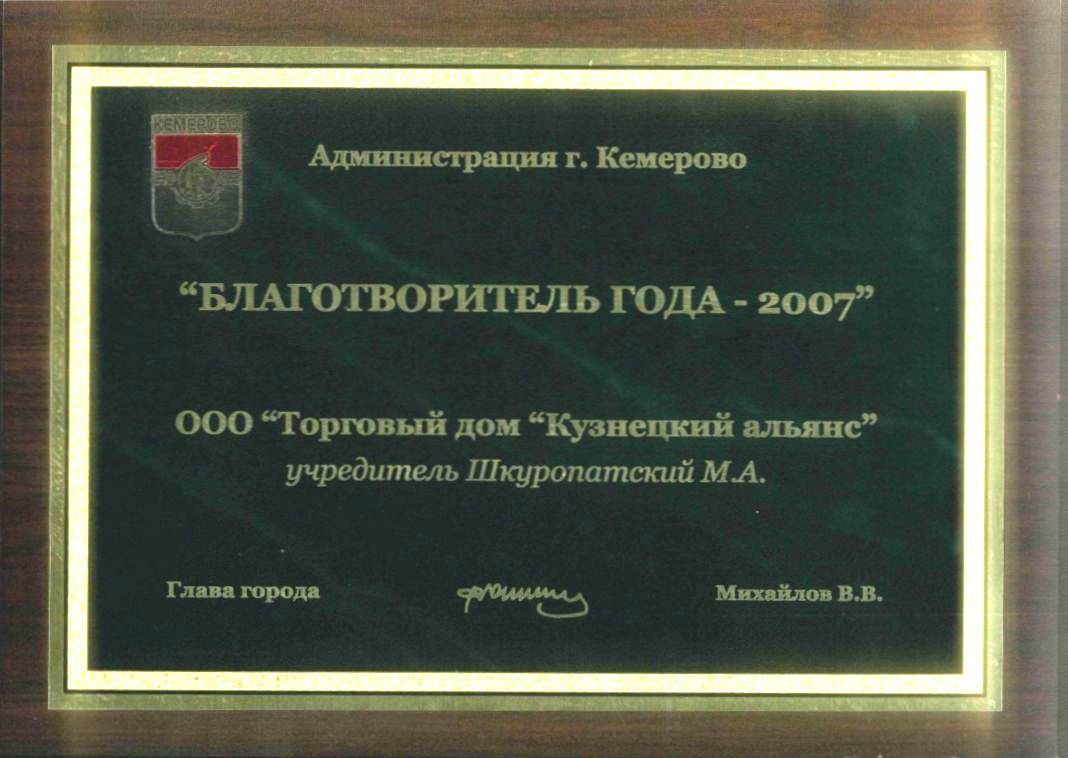 КЕМЕРОВО
Администрация г. Кемерово
“БЛАГОТВОРИТЕЛЬ ГОДА - 2007”
ООО “Торговый дом “Кузнецкий альянс”
учредитель Шкуропатский М.А.
Глава города Михайлов В.В.